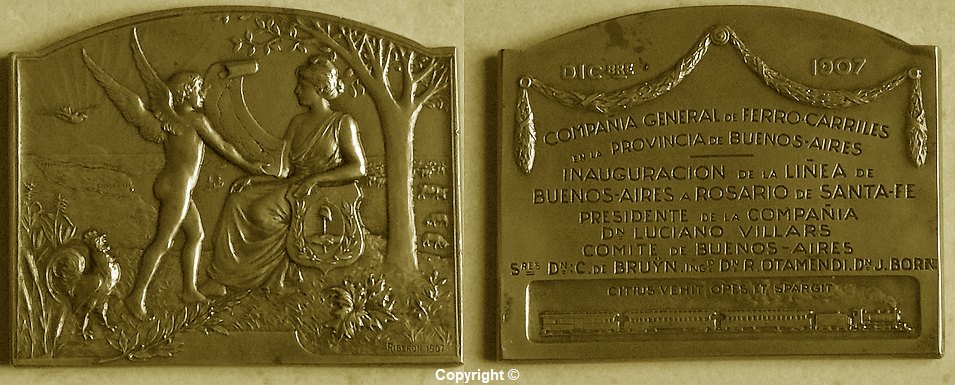 RIBERON 1907
DICBRE 1907
COMPAÑIA GENERAL DE FERRO-CARRILES
EN LA PROVINCIA DE BUENOS-AIRES
INAUGURACION DE LA LIÑEA DE
BUENOS-AIRES A ROSARIO DE SANTA-FE
PRESIDENTE DE LA COMPAÑIA
DN LUCIANO VILLARS
COMITE DE BUENOS-AIRES
SRES DN C. DE BRUŸN. INGR DN R. OTAMENDI. DN J. BORN
CITIUS VEHIT OPES ET SPARGIT
Copyright ©